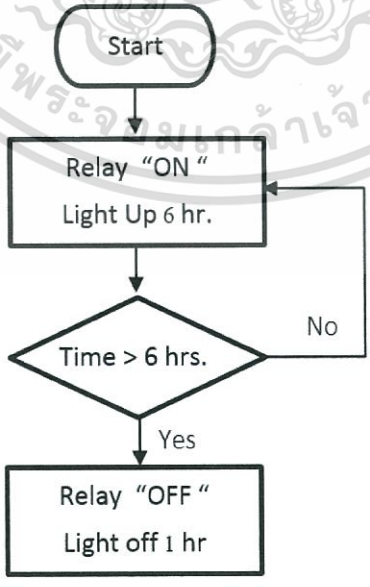 Start
Relay “ON “
Light Up 6 hr.
Time > 6 hrs.
No
Yes
Relay “OFF “
Light off 1 hr